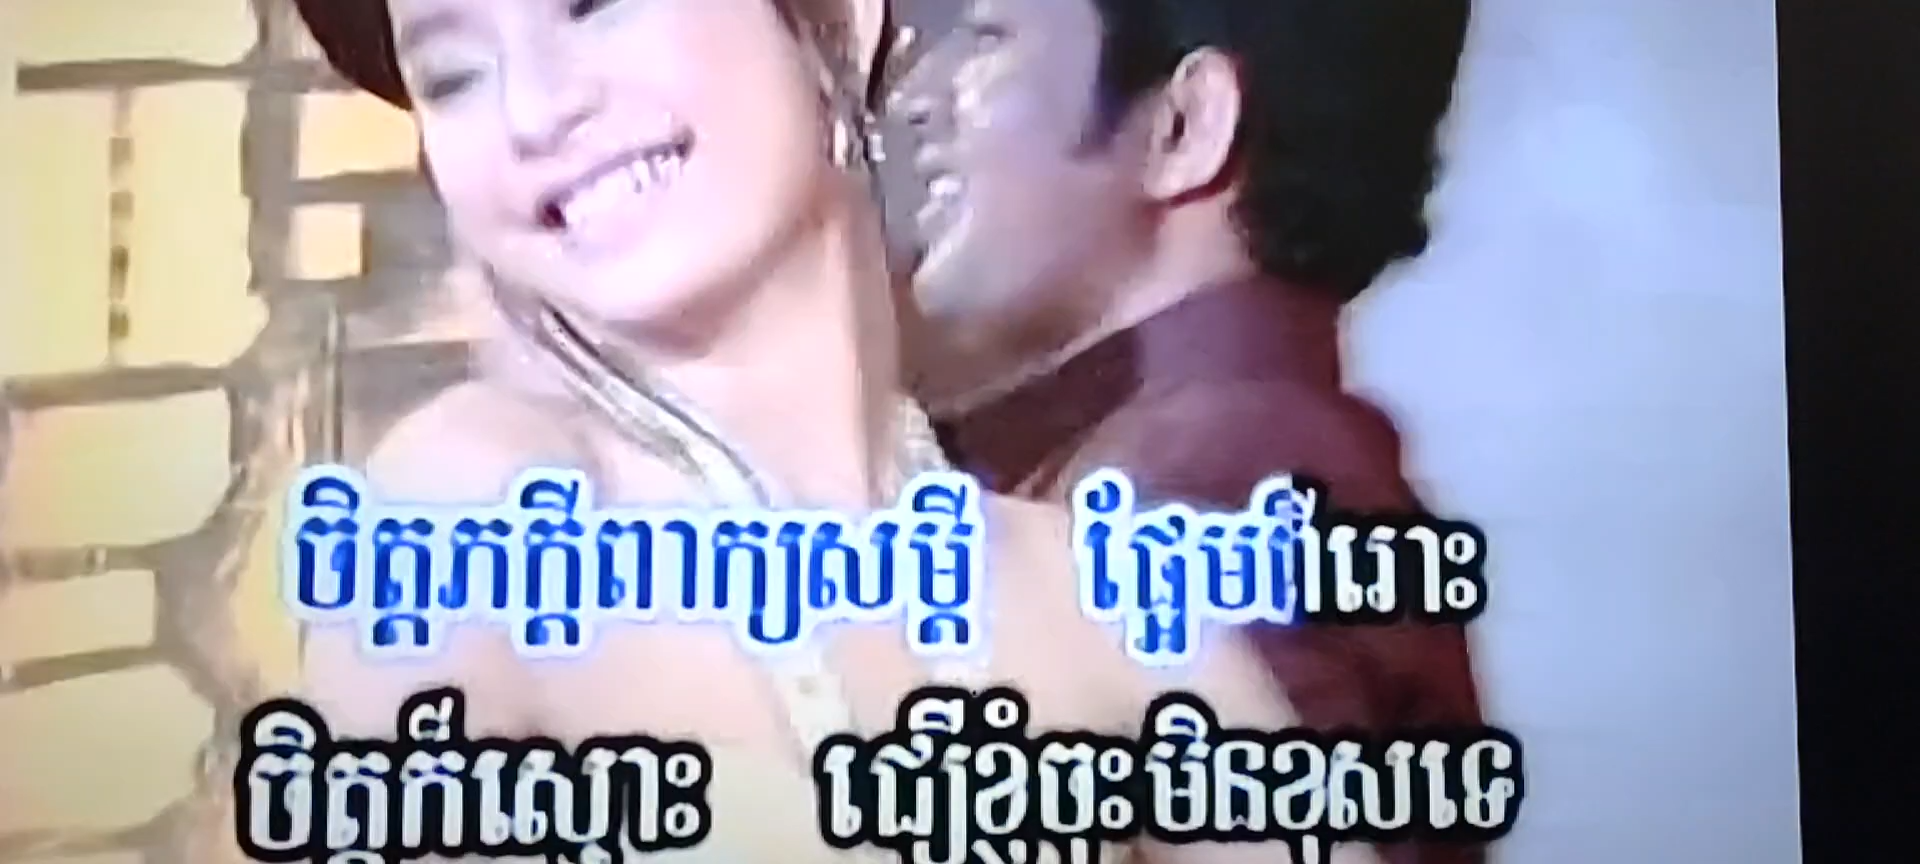 ចិត្តភក្តីពាក្យសម្តី ផ្អែមពីរោះ
ចិត្តក៏ស្មោះ ជឿខ្ញុំចុះមិនខុសទេ